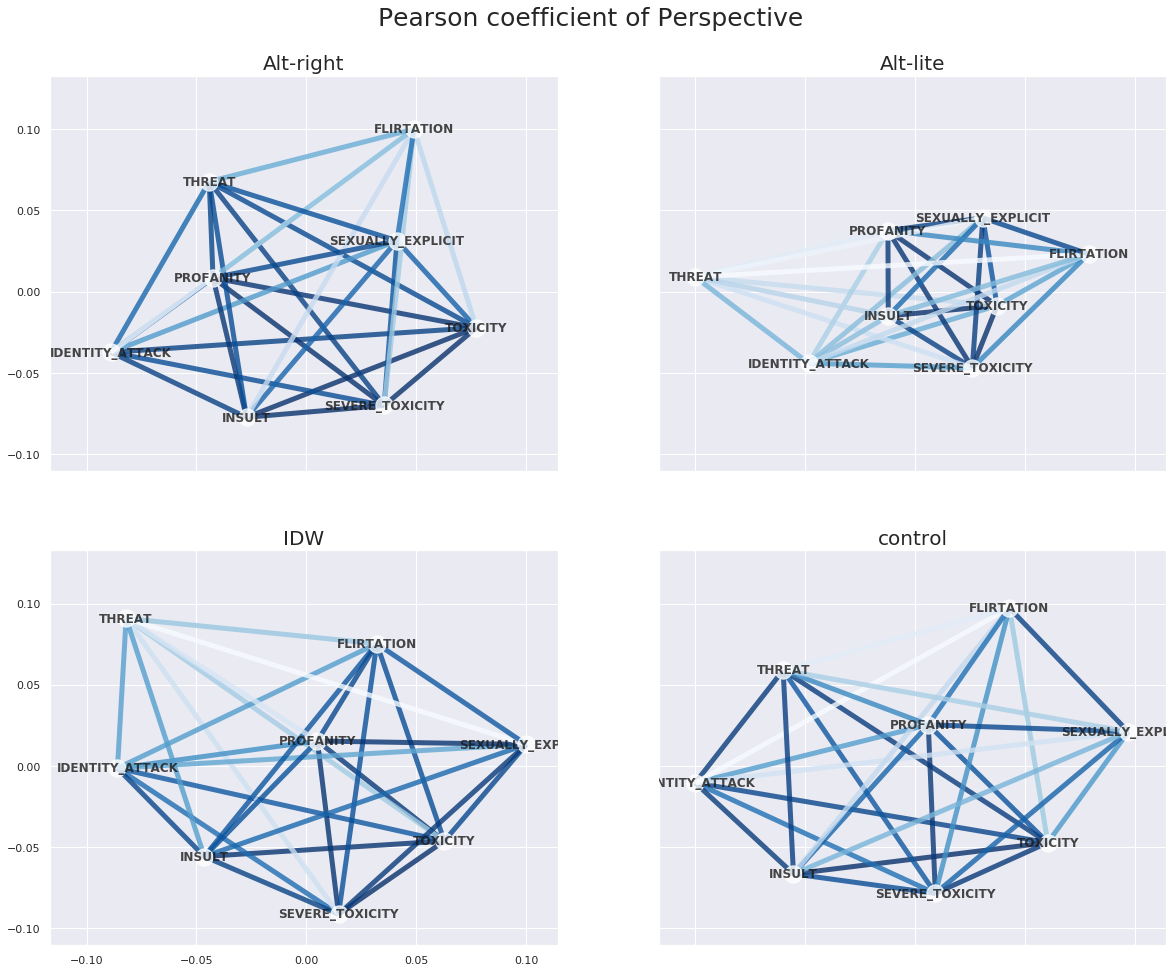 Pearson coefficient of Perspective
Alt-right
0.10
0.05
0.00
−0.05
−0.10
FLIRTATION
THREAT
SEXUALLY_EXPLICIT
PROFANITY
TOXICITY
IDENTITY_ATTACK
SEVERE_TOXICITY
INSULT
Alt-lite
SEXUALLY_EXPLICIT
PROFANITY
FLIRTATION
THREAT
TOXICITY
INSULT
IDENTITY_ATTACK
SEVERE_TOXICITY
IDW
0.10
0.05
0.00
−0.05
−0.10
THREAT
FLIRTATION
PROFANITY
SEXUALLY_EXP
IDENTITY_ATTACK
TOXICITY
INSULT
SEVERE_TOXICITY
−0.10
−0.05
0.00
0.05
0.10
control
FLIRTATION
THREAT
PROFANITY
SEXUALLY_EXPL
NTITY_ATTACK
TOXICITY
INSULT
SEVERE_TOXICITY